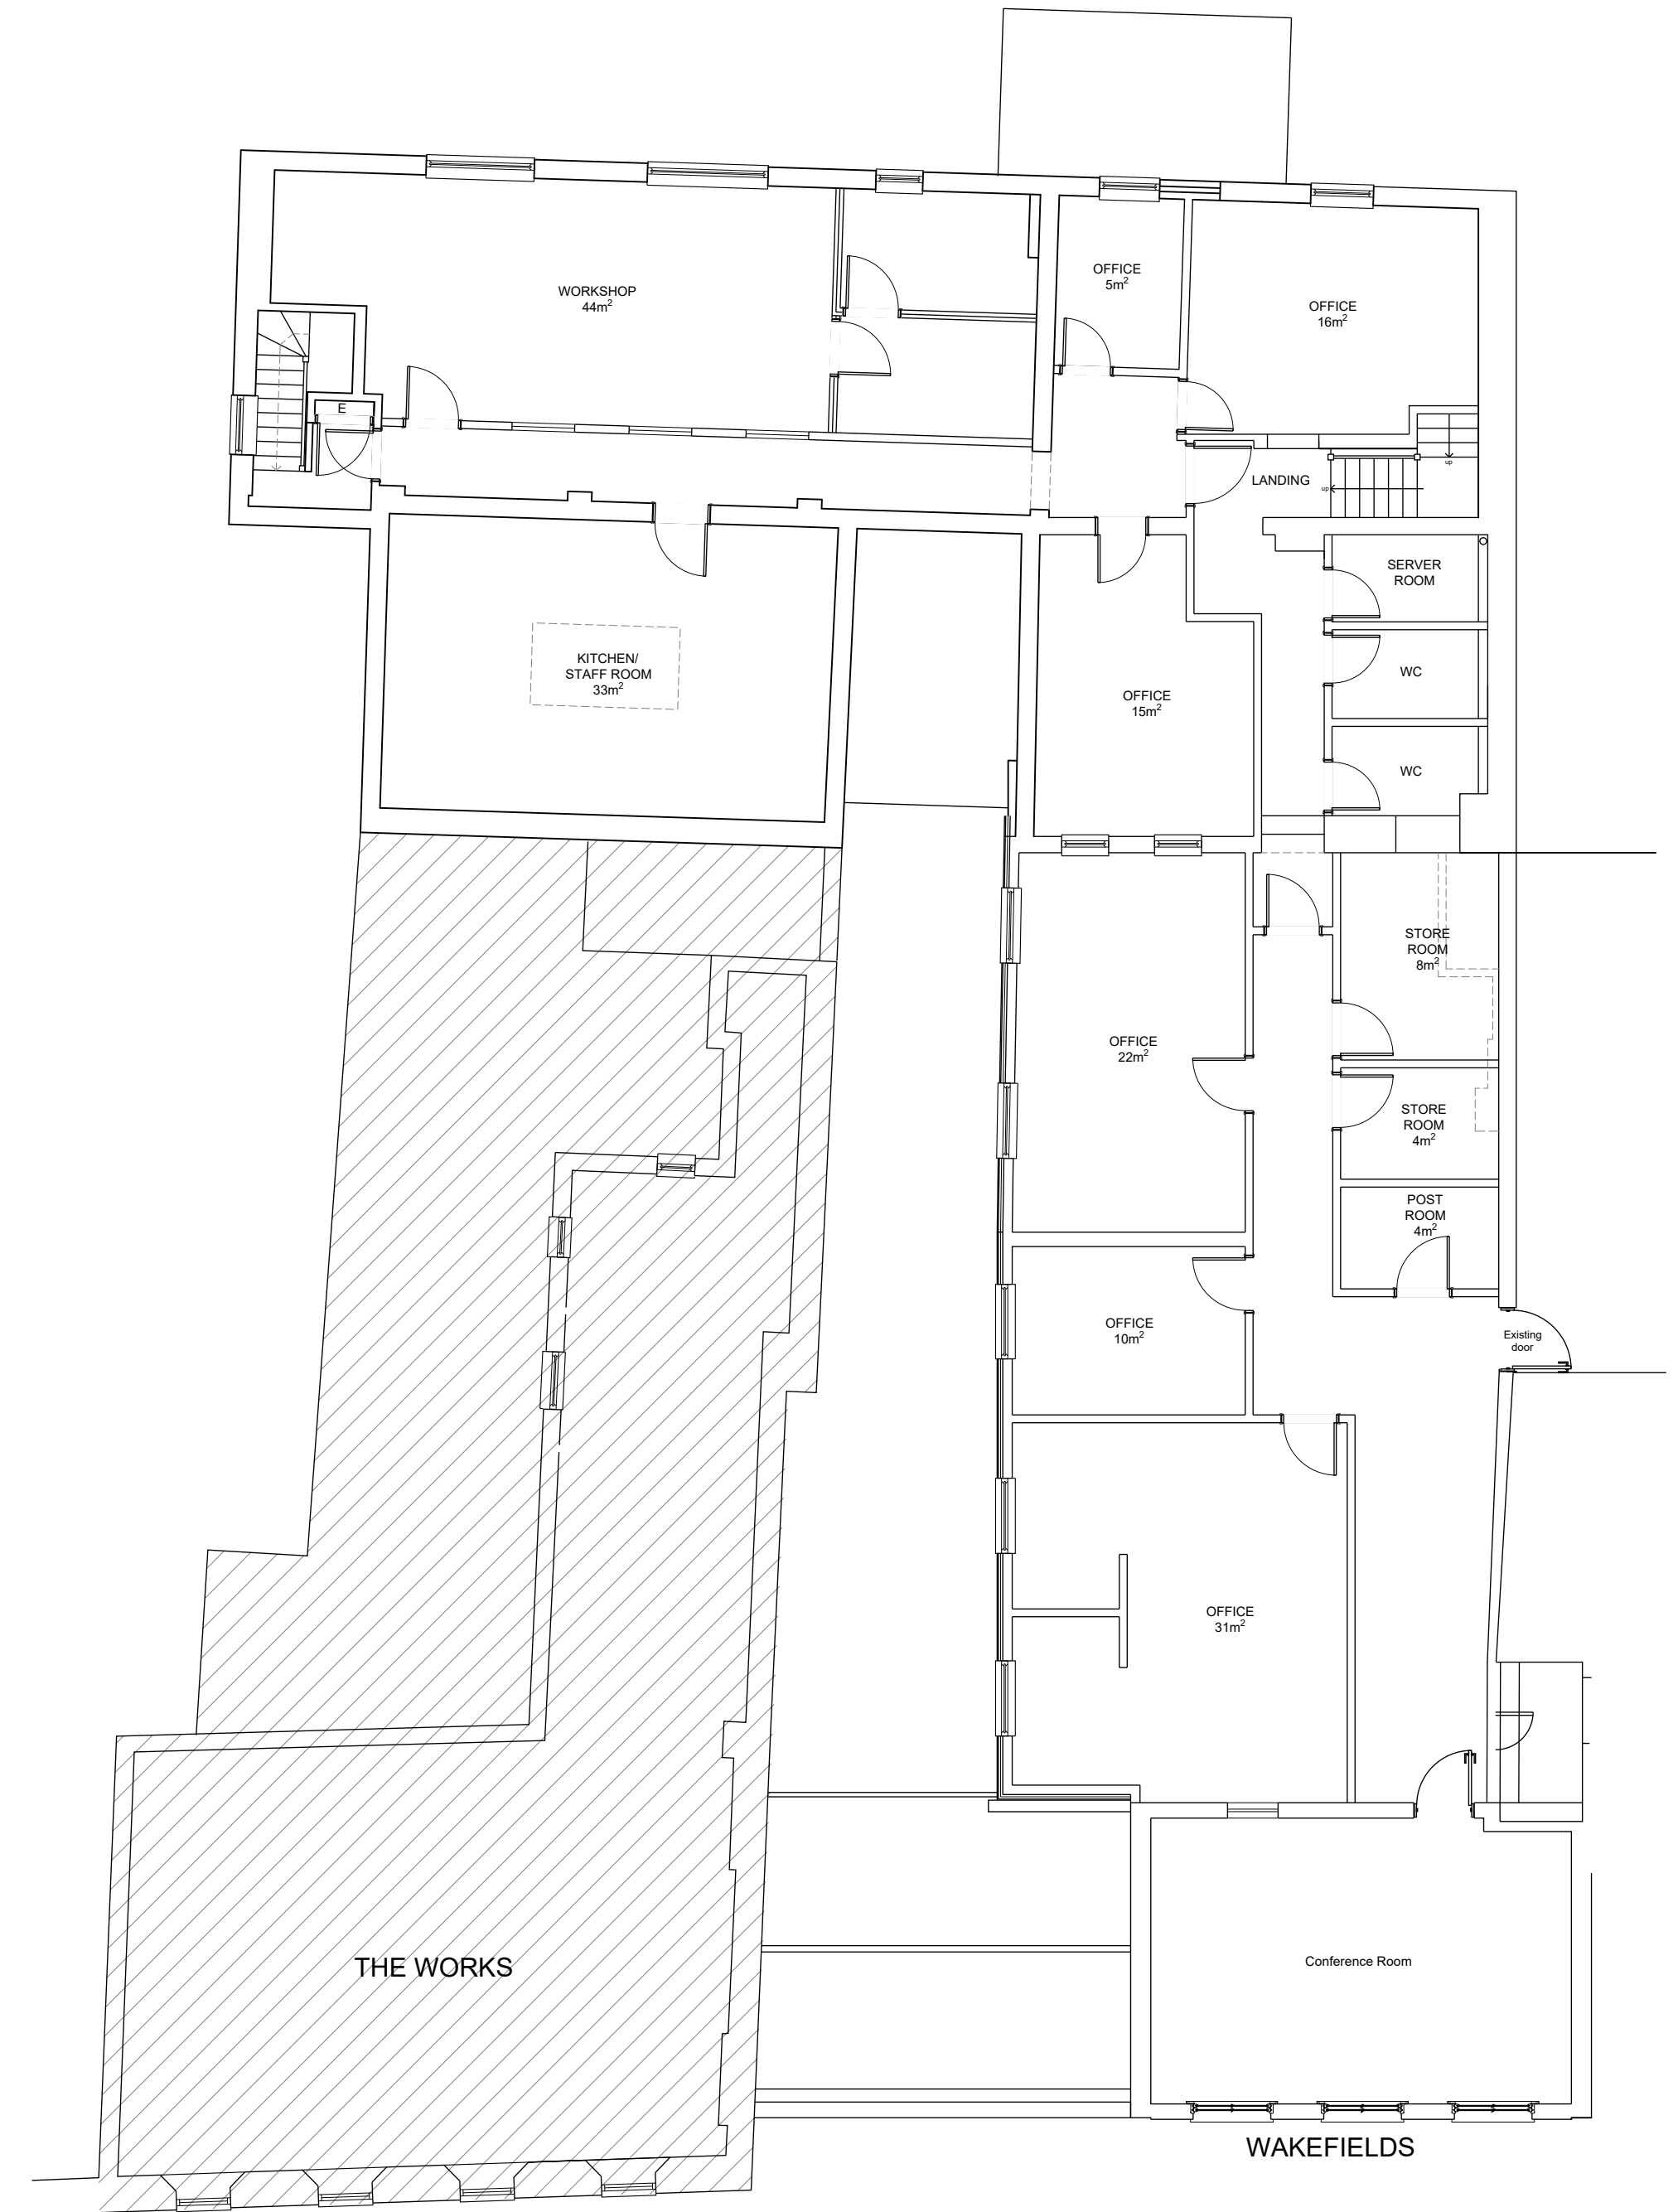 WORKSHOP
44m²
OFFICE
5m²
OFFICE
16m²
E
LANDING
up
up
SERVER
ROOM
KITCHEN/
STAFF ROOM
33m²
WC
OFFICE
15m²
WC
STORE
ROOM
8m²
OFFICE
22m²
STORE
ROOM
4m²
POST
ROOM
4m²
OFFICE
10m²
Existing
door
OFFICE
31m²
THE WORKS
Conference Room
WAKEFIELDS